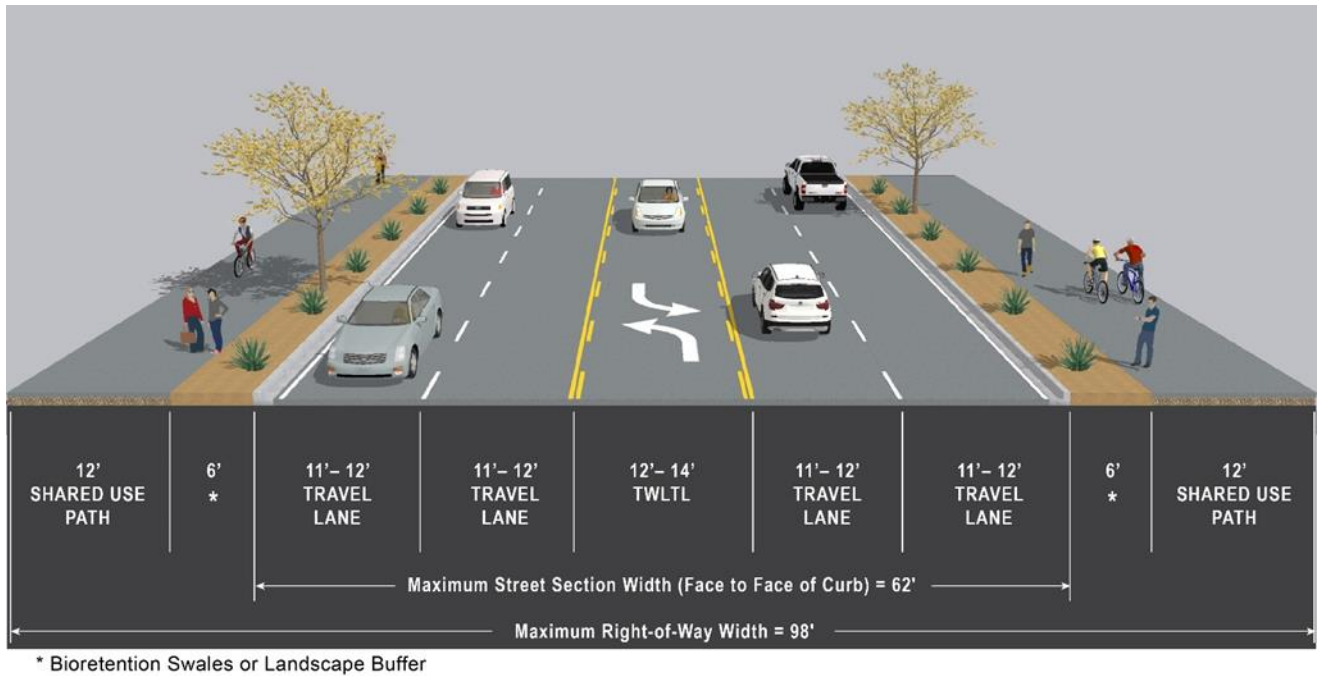 12'
SHARED USE
PATH
6'
*
11'– 12'
TRAVEL
LANE
11'– 12'
TRAVEL
LANE
12'– 14'
TWLTL
11'– 12'
TRAVEL
LANE
11'– 12'
TRAVEL
LANE
6'
*
12'
SHARED USE
PATH
Maximum Street Section Width (Face to Face of Curb) = 62'
Maximum Right-of-Way Width = 98'
* Bioretention Swales or Landscape Buffer